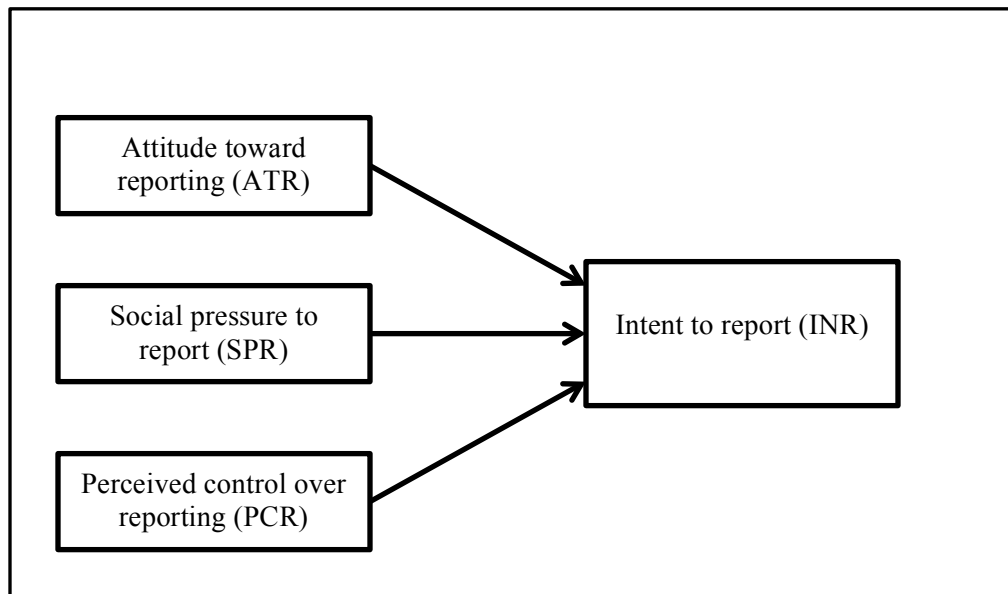 Attitude toward
reporting (ATR)
Social pressure to
report (SPR)
Intent to report (INR)
Perceived control over
reporting (PCR)